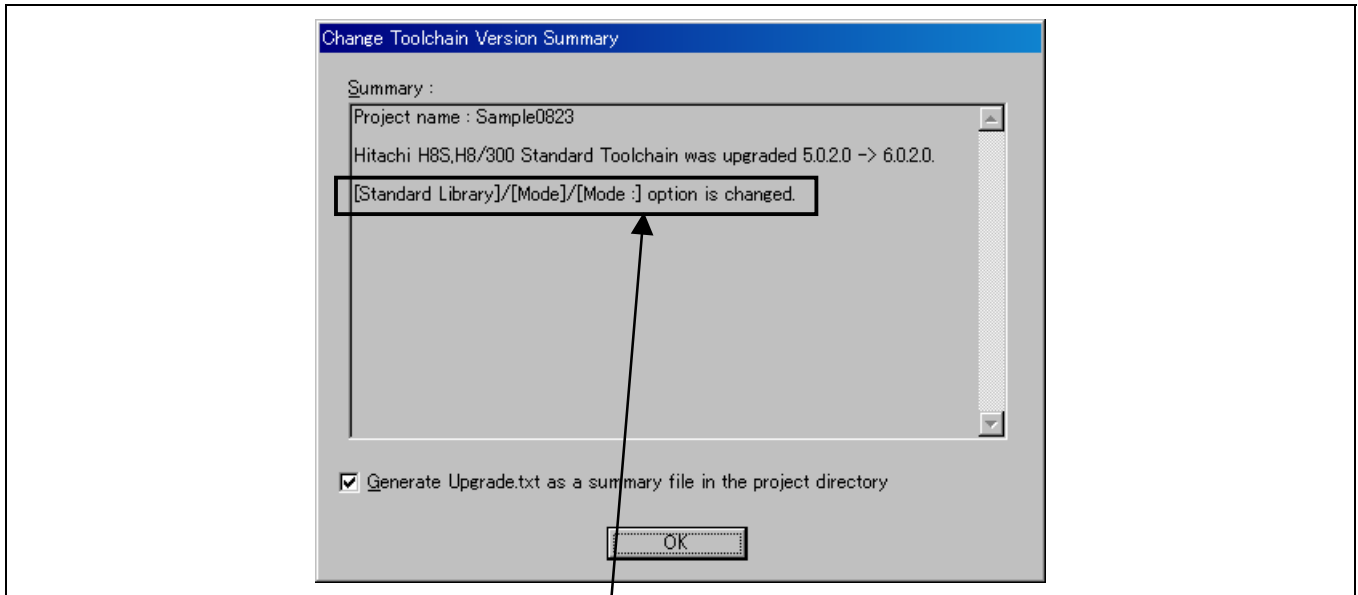 Change Toolchain Version Summary
Summary :
Project name : Sample0823
Hitachi H8S,H8/300 Standard Toolchain was upgraded 5.0.2.0 -> 6.0.2.0.
[Standard Library]/[Mode]/[Mode :] option is changed.
Generate Upgrade.txt as a summary file in the project directory
OK